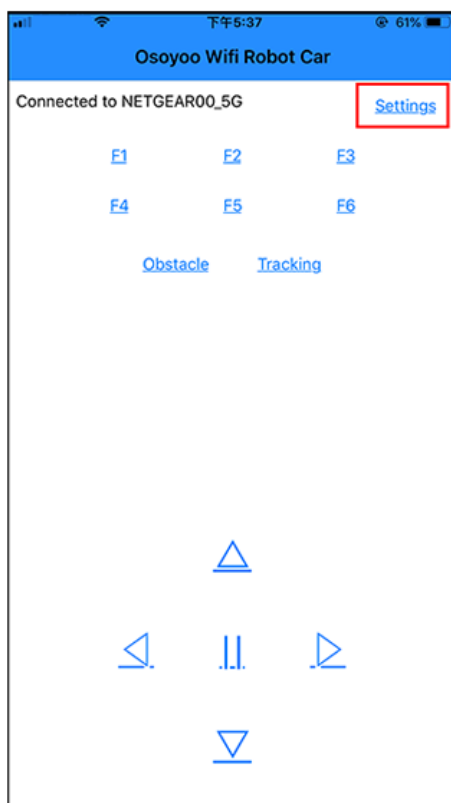 下午5:37 61%
Osoyoo Wifi Robot Car
Connected to NETGEAR00_5G Settings
F1 F2 F3
F4 F5 F6
Obstacle Tracking